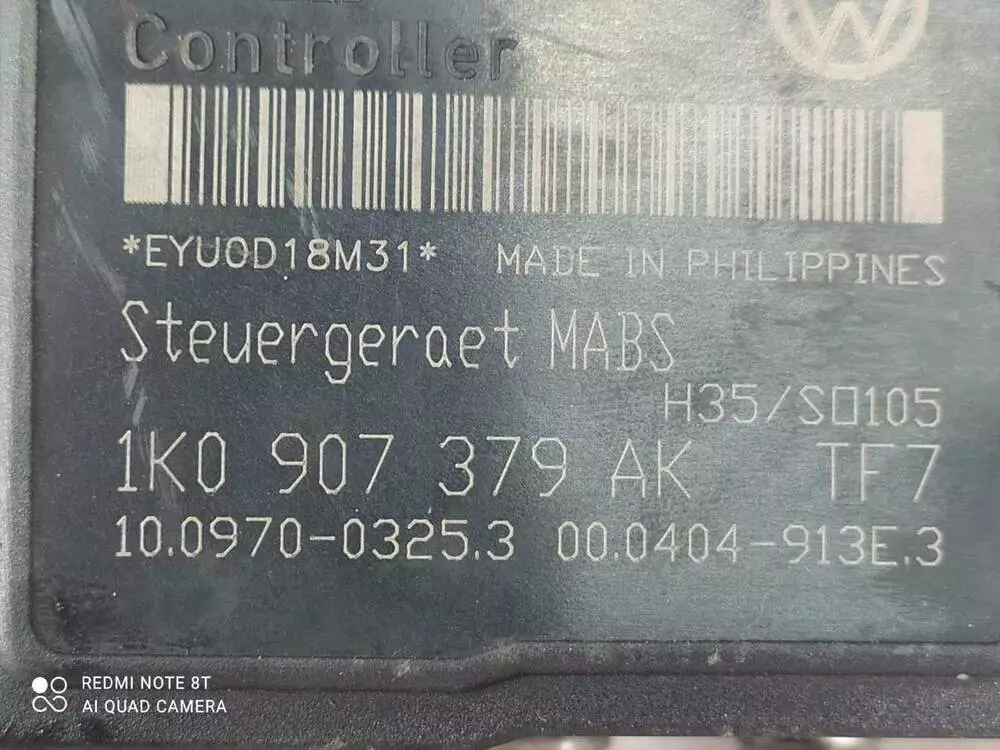 Controller
*EYU0D18M31* MADE IN PHILIPPINES
Steuergeraet MABS
H35/S0105
1K0 907 379 AK TF7
10.0970-0325.3 00.0404-913E.3
REDMI NOTE 8T
AI QUAD CAMERA